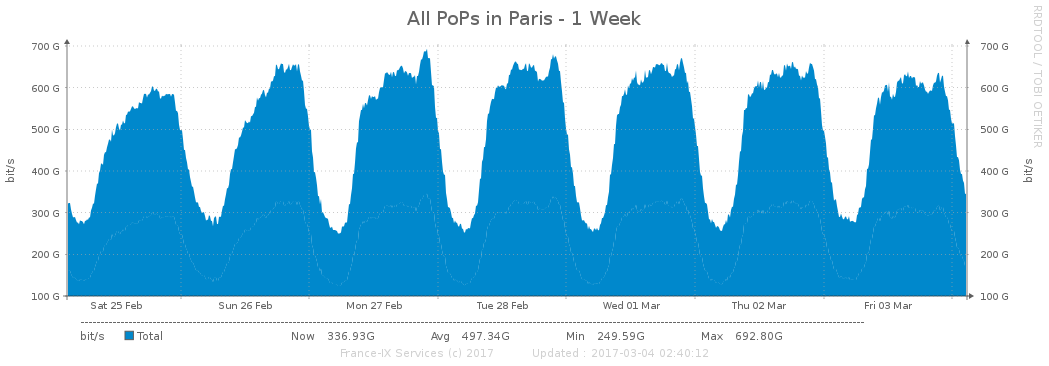 All PoPs in Paris - 1 Week
RRDTOOL / TOBI OETIKER
700 G 700 G
600 G 600 G
500 G 500 G
400 G 400 G
300 G 300 G
200 G 200 G
100 G 100 G
bit/s
bit/s
Sat 25 Feb Sun 26 Feb Mon 27 Feb Tue 28 Feb Wed 01 Mar Thu 02 Mar Fri 03 Mar
bit/s Total Now 336.93G Avg 497.34G Min 249.59G Max 692.80G
France-IX Services (c) 2017 Updated : 2017-03-04 02:40:12